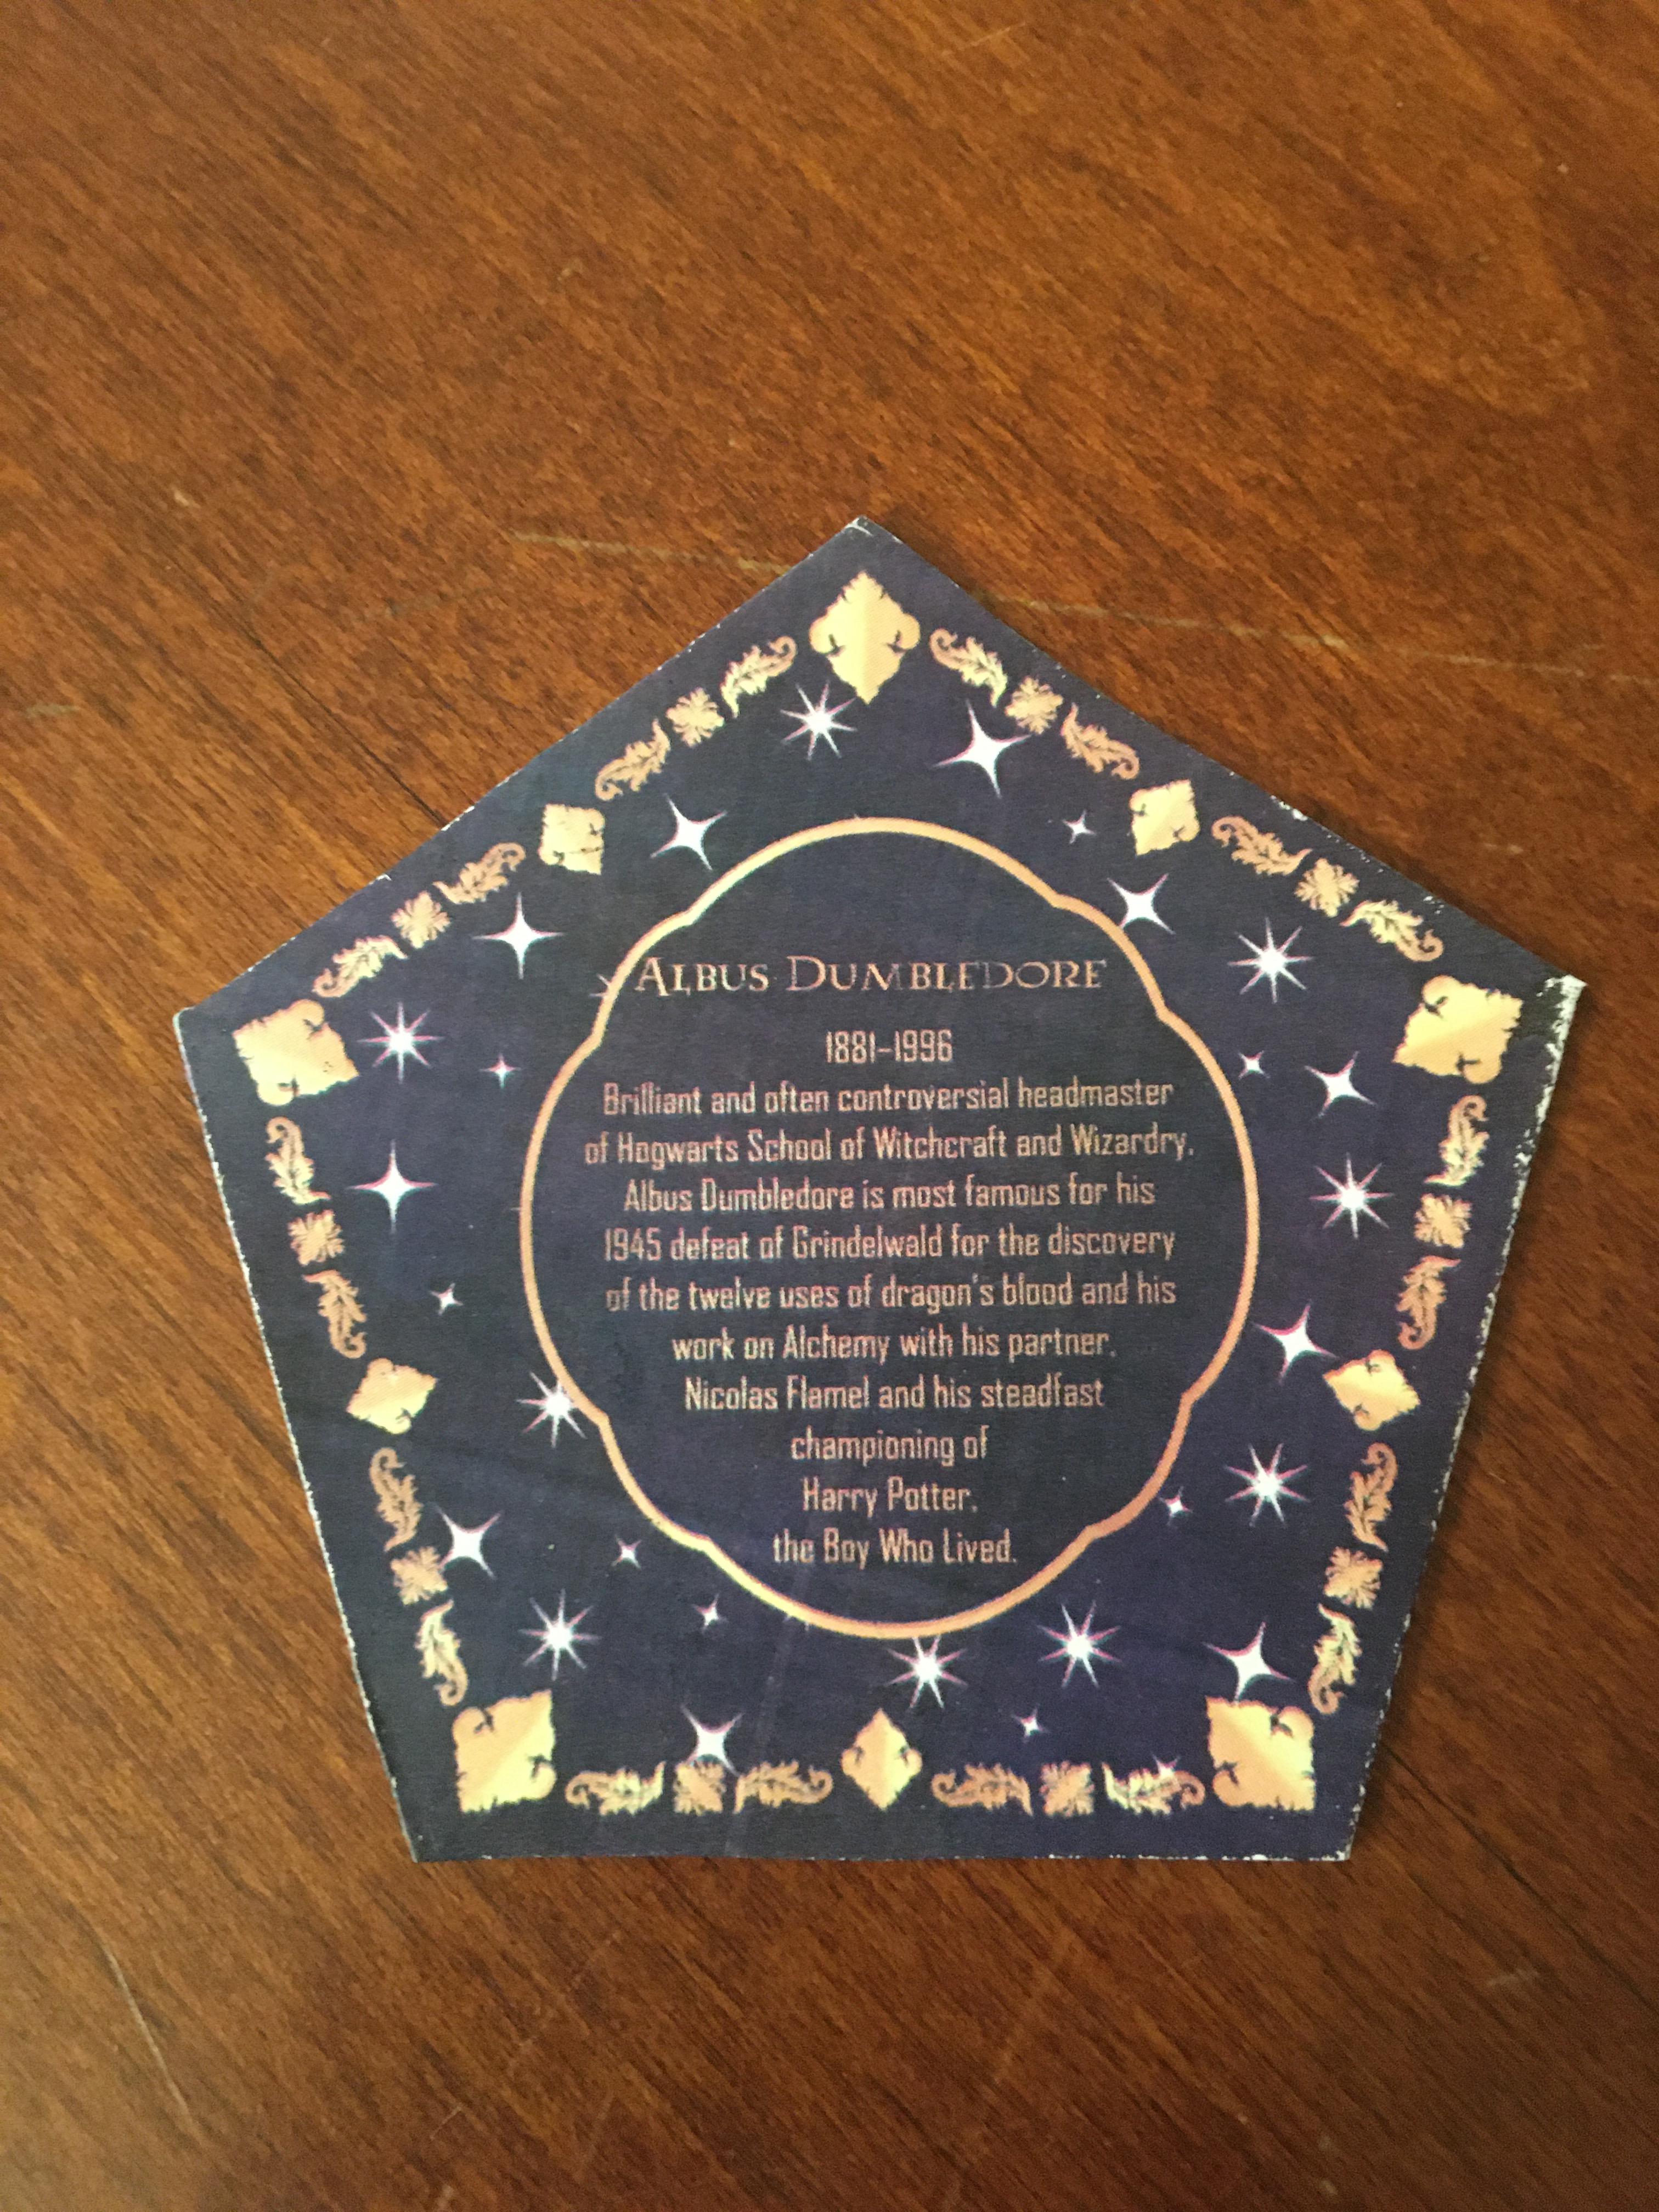 ALBUS DUMBLEDORE
1881-1996
Brilliant and often controversial headmaster
of Hogwarts School of Witchcraft and Wizardry.
Albus Dumbledore is most famous for his
1945 defeat of Grindelwald for the discovery
of the twelve uses of dragon's blood and his
work on Alchemy with his partner,
Nicolas Flamel and his steadfast
championing of
Harry Potter,
the Boy Who Lived.